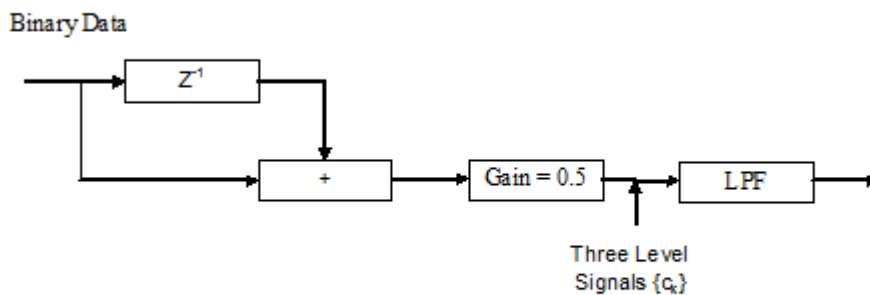 Binary Data
Z⁻¹
+
Gain = 0.5
LPF
Three Level
Signals {cₖ}